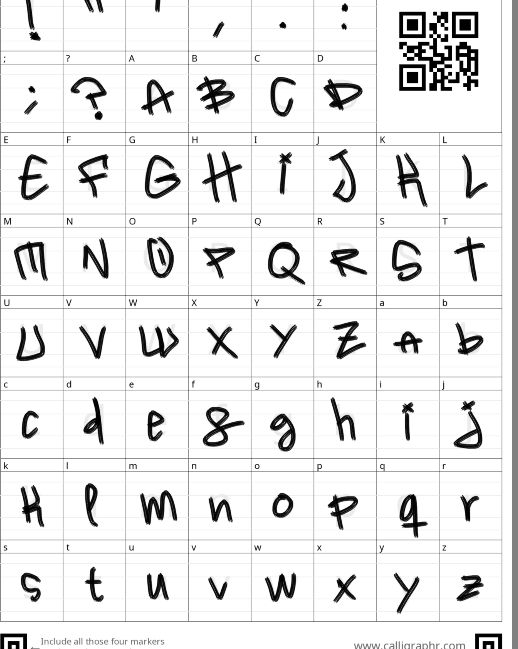 ! " ' , . :
; ? A B C D
; ? A B C D
E F G H I J K L
E F G H i J K L
M N O P Q R S T
M N O P Q R S T
U V W X Y Z a b
U V W X Y Z A b
c d e f g h i j
c d e f g h i j
k l m n o p q r
k l m n o p q r
s t u v w x y z
s t u v w x y z
Include all those four markers
www.calligraphr.com